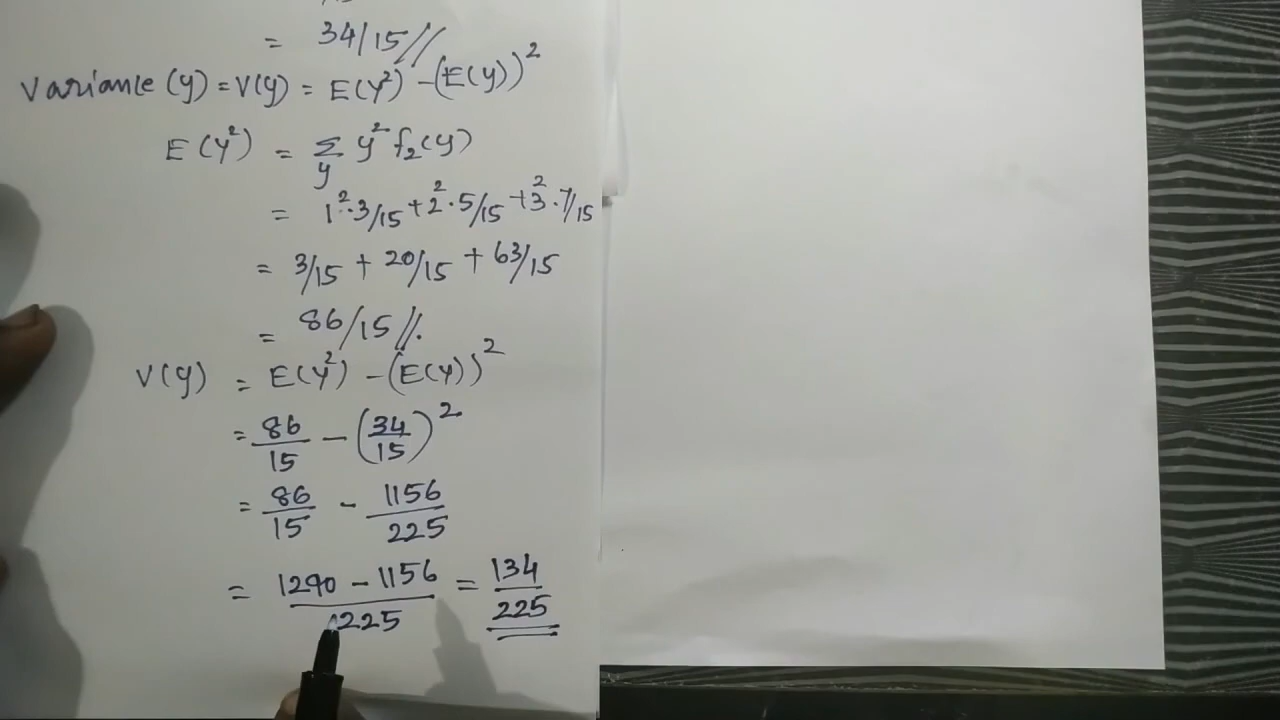 = 34/15//
Variance (y) = V(y) = E(Y²) - (E(y))²
E(Y²) = Σ y² f₂(y)
y
= 1²·3/15 + 2²·5/15 + 3²·7/15
= 3/15 + 20/15 + 63/15
= 86/15//.
V(y) = E(Y²) - (E(Y))²
= 86/15 - (34/15)²
= 86/15 - 1156/225
= 1290 - 1156/225 = 134/225